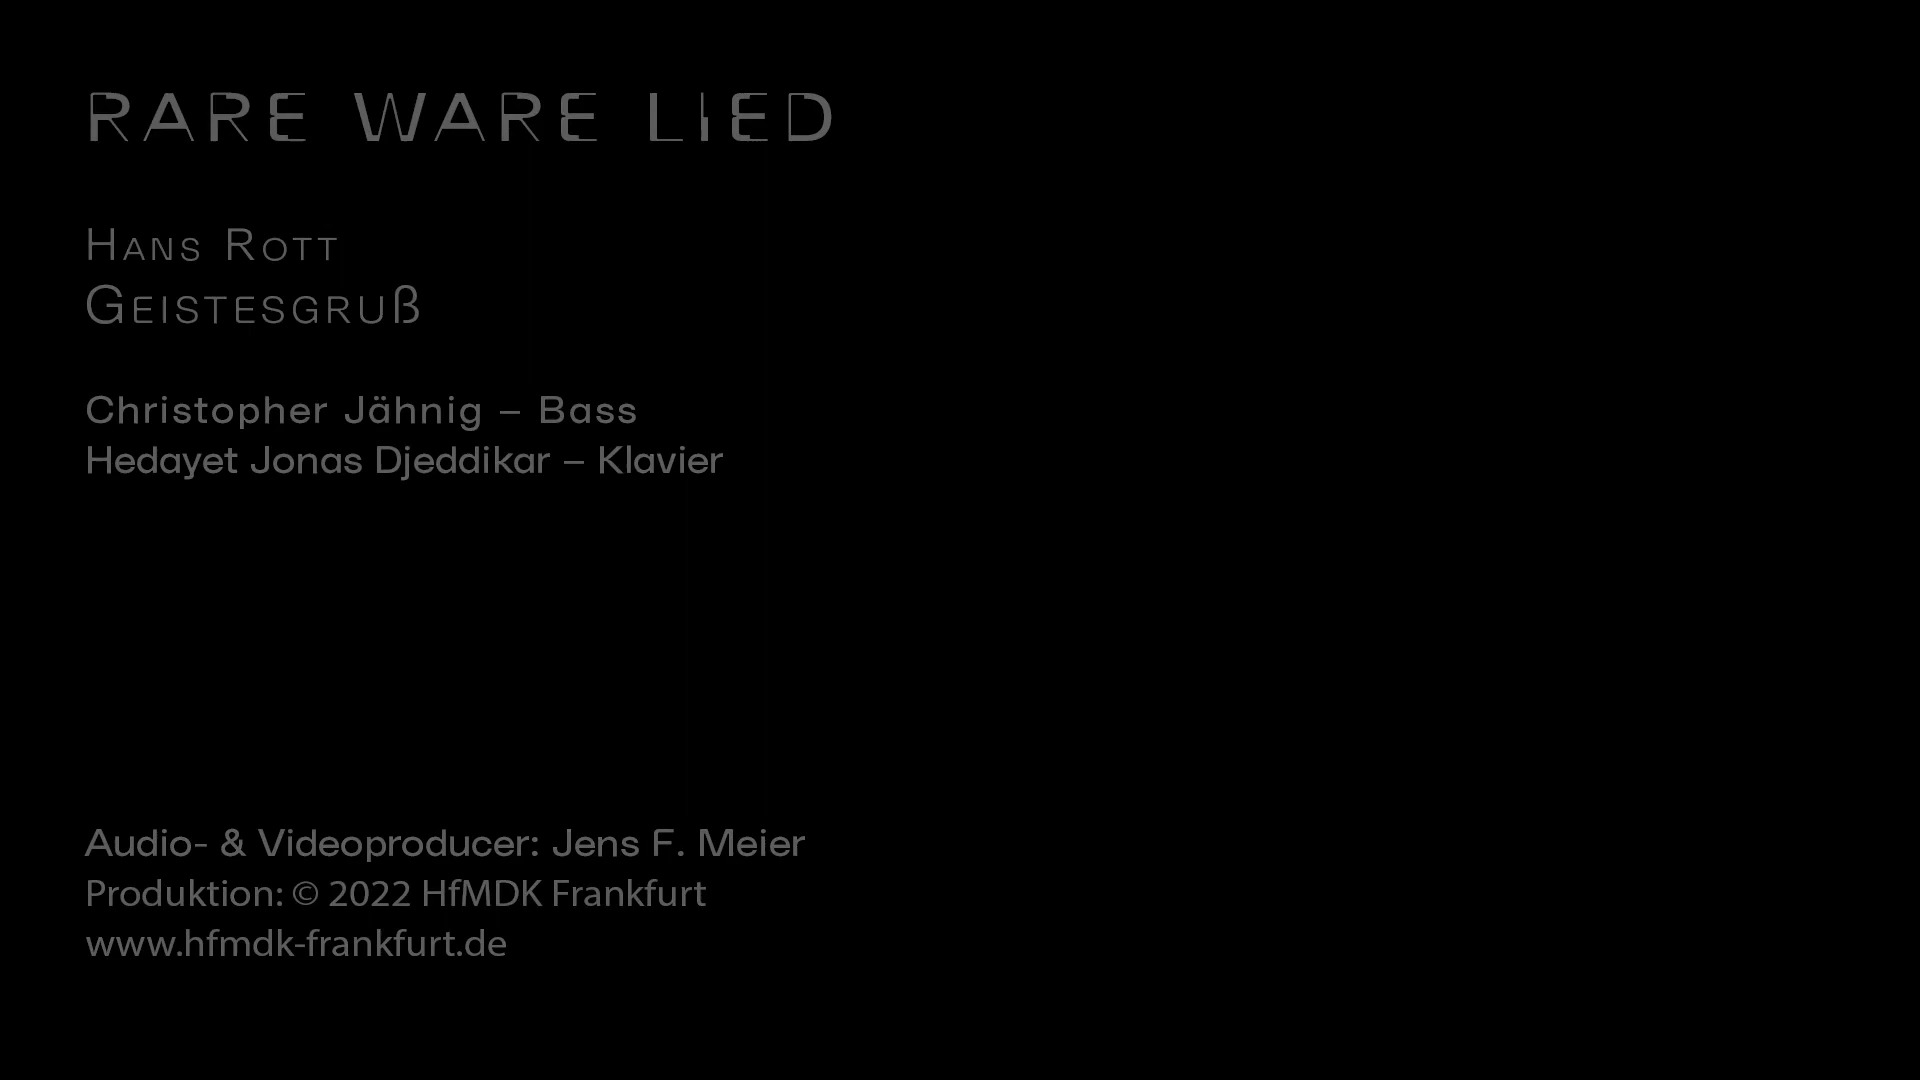 RARE WARE LIED
Hans Rott
Geistesgruß
Christopher Jähnig – Bass
Hedayet Jonas Djeddikar – Klavier
Audio- & Videoproducer: Jens F. Meier
Produktion: © 2022 HfMDK Frankfurt
www.hfmdk-frankfurt.de